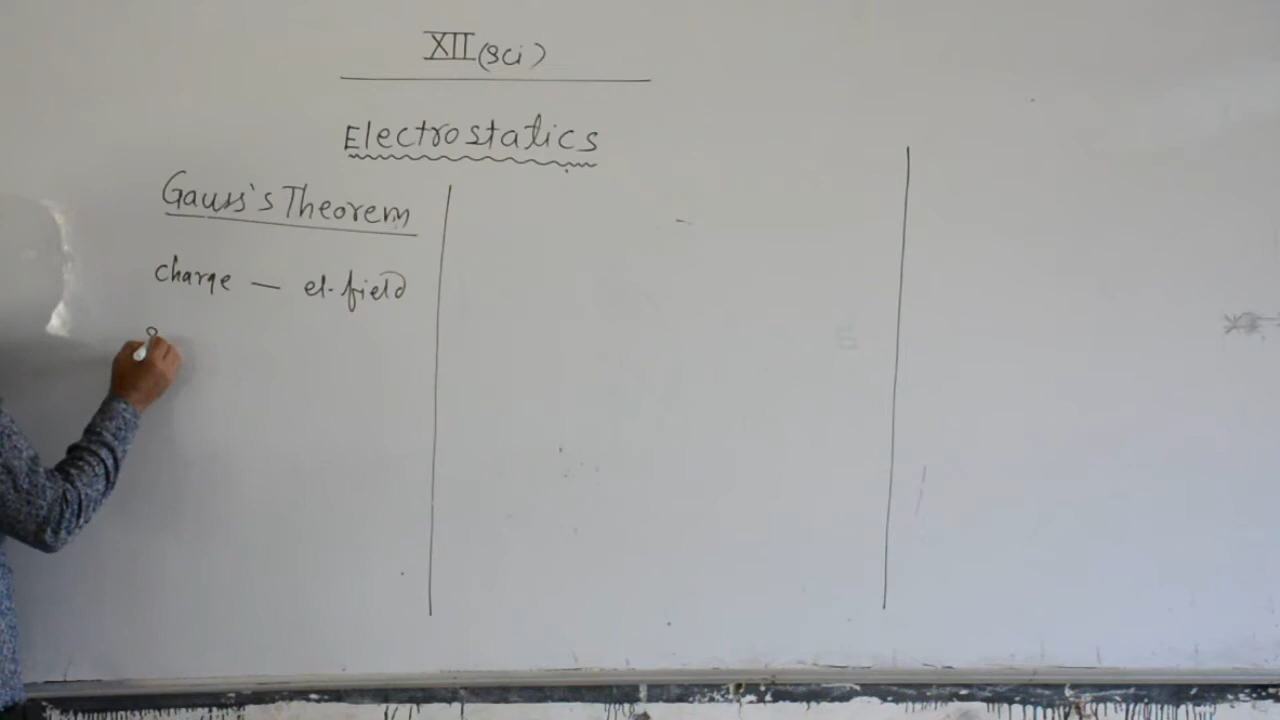 XII (sci)
Electrostatics
Gauss's Theorem
charge — el. field